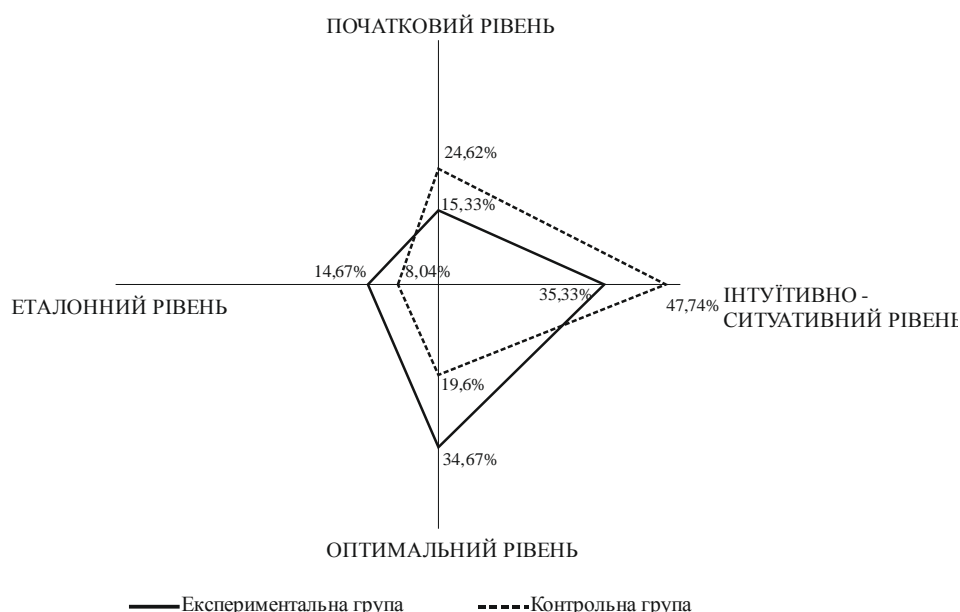 ПОЧАТКОВИЙ РІВЕНЬ
24,62%
15,33%
14,67%
8,04%
35,33%
47,74%
ЕТАЛОННИЙ РІВЕНЬ
ІНТУЇТИВНО -
СИТУАТИВНИЙ РІВЕНЬ
19,6%
34,67%
ОПТИМАЛЬНИЙ РІВЕНЬ
Експериментальна група
Контрольна група